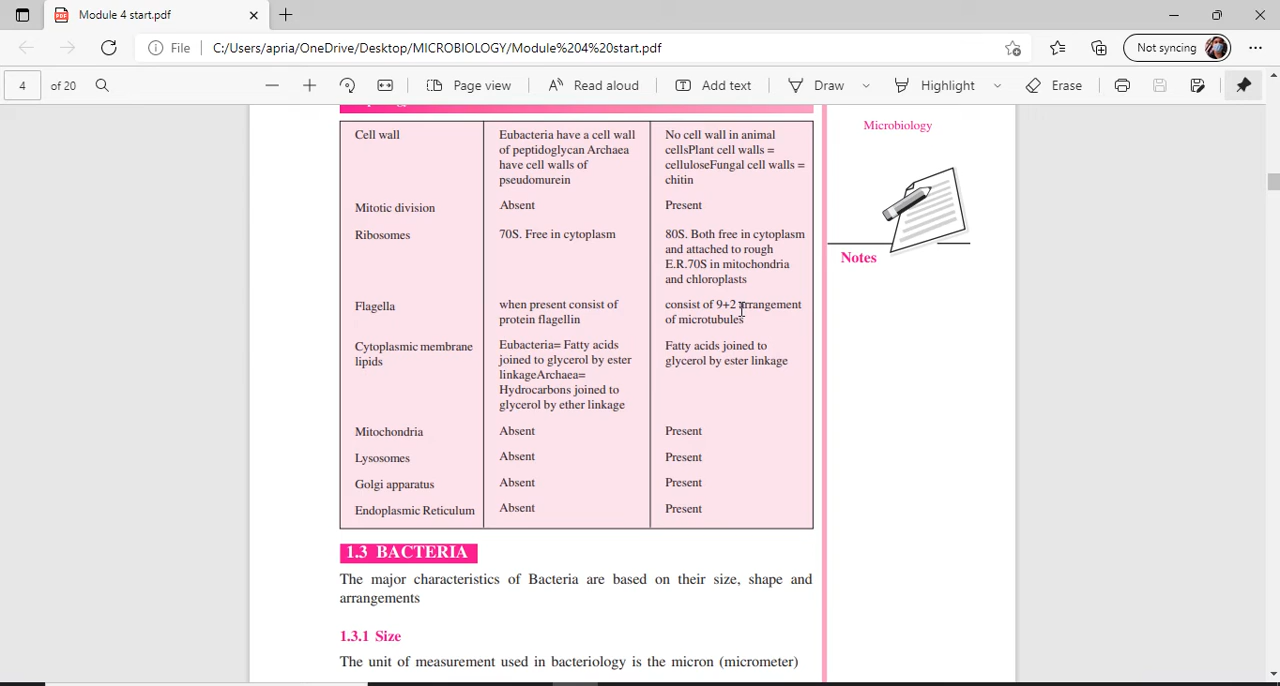 Module 4 start.pdf
File
C:/Users/apria/OneDrive/Desktop/MICROBIOLOGY/Module%204%20start.pdf
Not syncing
4 of 20
Page view
Read aloud
Add text
Draw
Highlight
Erase
Microbiology
Notes
Cell wall
Eubacteria have a cell wall
of peptidoglycan Archaea
have cell walls of
pseudomurein
No cell wall in animal
cellsPlant cell walls =
celluloseFungal cell walls =
chitin
Mitotic division
Absent
Present
Ribosomes
70S. Free in cytoplasm
80S. Both free in cytoplasm
and attached to rough
E.R.70S in mitochondria
and chloroplasts
Flagella
when present consist of
protein flagellin
consist of 9+2 arrangement
of microtubules
Cytoplasmic membrane
lipids
Eubacteria= Fatty acids
joined to glycerol by ester
linkageArchaea=
Hydrocarbons joined to
glycerol by ether linkage
Fatty acids joined to
glycerol by ester linkage
Mitochondria
Absent
Present
Lysosomes
Absent
Present
Golgi apparatus
Absent
Present
Endoplasmic Reticulum
Absent
Present
1.3 BACTERIA
The major characteristics of Bacteria are based on their size, shape and
arrangements
1.3.1 Size
The unit of measurement used in bacteriology is the micron (micrometer)